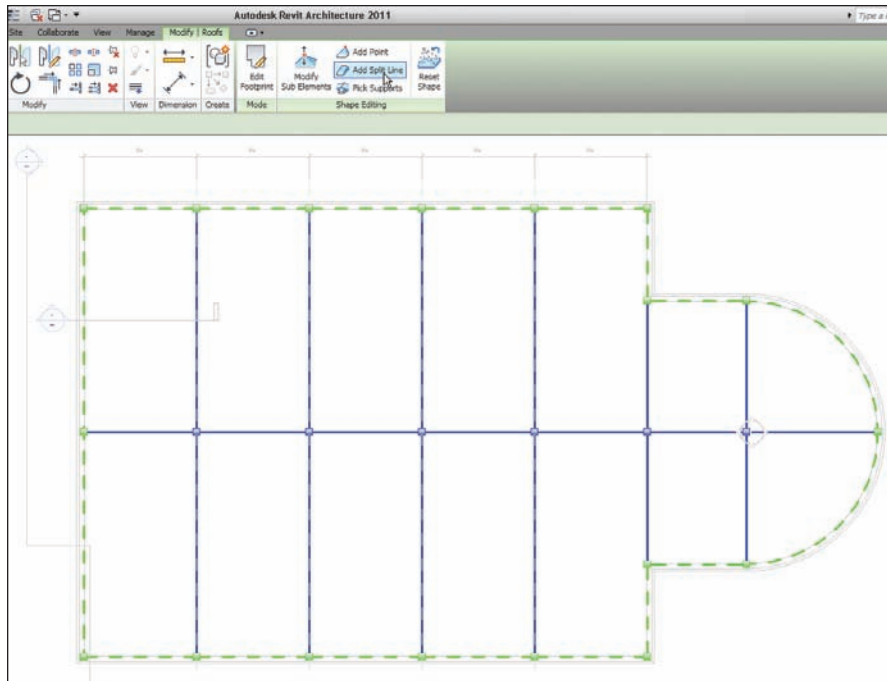 Autodesk Revit Architecture 2011
Type a
Site Collaborate View Manage Modify | Roofs
Edit Footprint
Modify Sub Elements
Add Point
Add Split Line
Pick Supports
Reset Shape
Modify View Dimension Create Mode Shape Editing